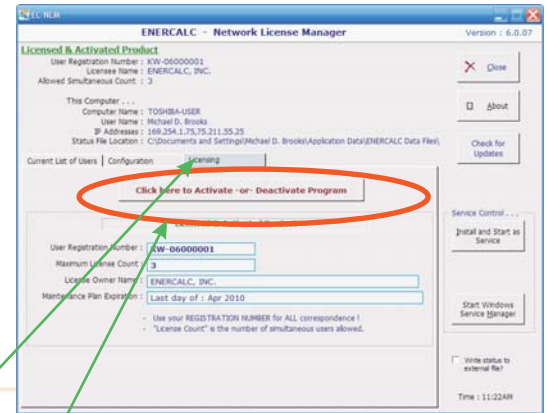 EC NLM
ENERCALC - Network License Manager
Version : 6.0.07
Licensed & Activated Product
User Registration Number : KW-06000001
Licensee Name : ENERCALC, INC.
Allowed Simultaneous Count : 3
This Computer . . .
Computer Name : TOSHIBA-USER
User Name : Michael D. Brooks
IP Addresses : 169.254.1.75,75.211.55.25
Status File Location : C:\Documents and Settings\Michael D. Brooks\Application Data\ENERCALC Data Files\
Close
About
Check for Updates
Current List of Users
Configuration
Licensing
Click here to Activate -or- Deactivate Program
User Registration Number : KW-06000001
Maximum License Count : 3
License Owner Name : ENERCALC, INC.
Maintenance Plan Expiration : Last day of : Apr 2010
- Use your REGISTRATION NUMBER for ALL correspondence !
- "License Count" is the number of simultaneous users allowed.
Service Control . . .
Install and Start as Service
Start Windows Service Manager
Write status to external file?
Time : 11:22AM